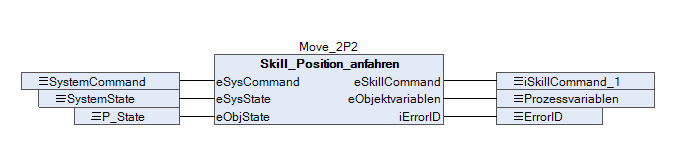 Move_2P2
Skill_Position_anfahren
SystemCommand eSysCommand eSkillCommand iSkillCommand_1
SystemState eSysState eObjektvariablen Prozessvariablen
P_State eObjState iErrorID ErrorID